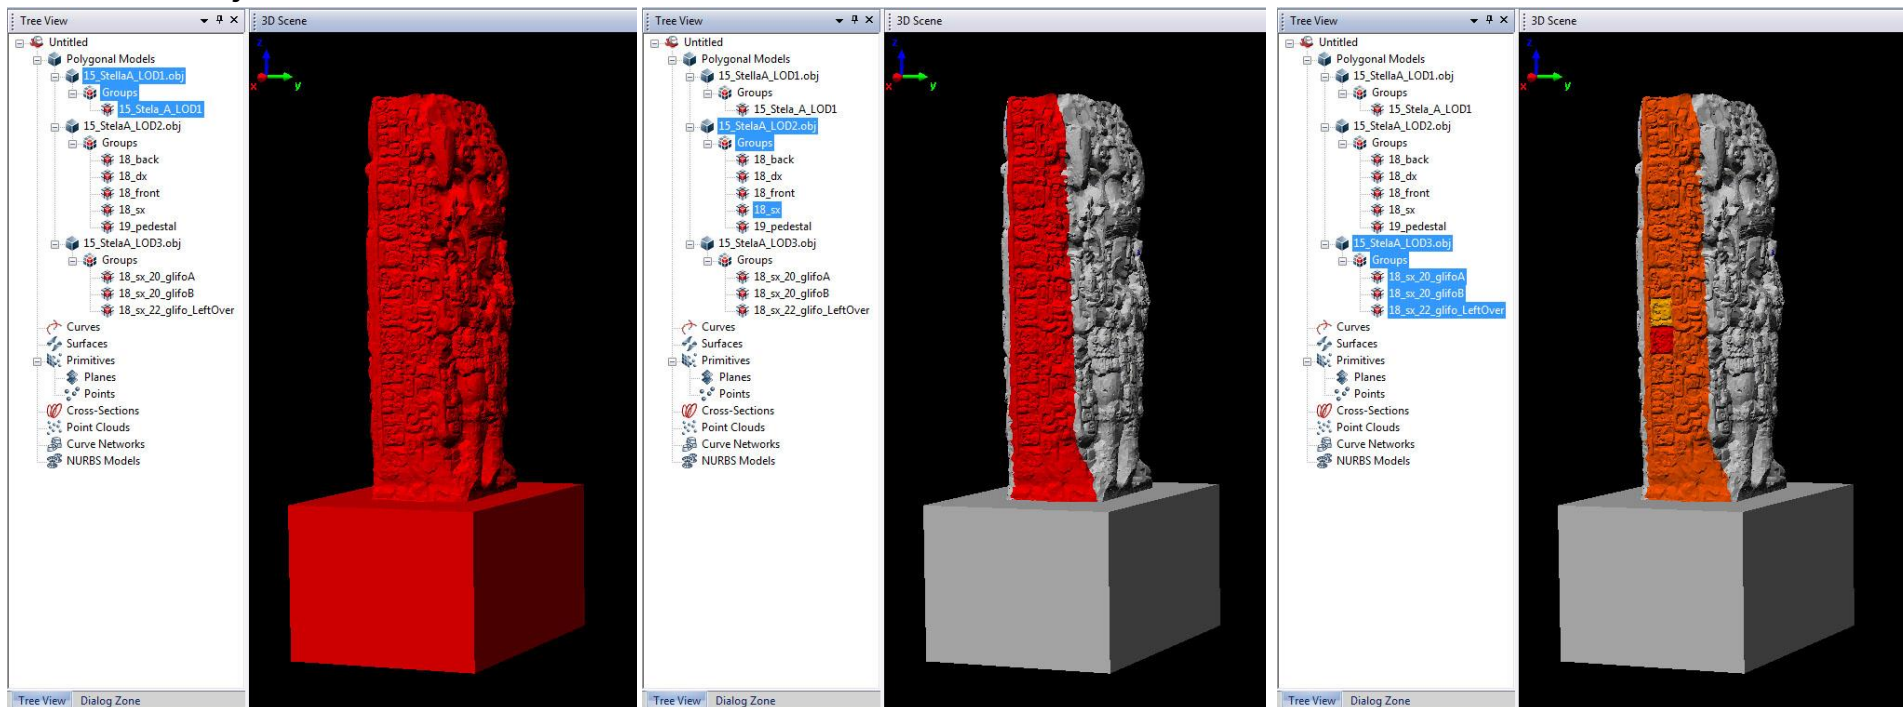 Tree View
3D Scene
Untitled
Polygonal Models
15_StellaA_LOD1.obj
Groups
15_Stela_A_LOD1
15_StelaA_LOD2.obj
Groups
18_back
18_dx
18_front
18_sx
19_pedestal
15_StelaA_LOD3.obj
Groups
18_sx_20_glifoA
18_sx_20_glifoB
18_sx_22_glifo_LeftOver
Curves
Surfaces
Primitives
Planes
Points
Cross-Sections
Point Clouds
Curve Networks
NURBS Models
Tree View Dialog Zone
z
x
y
Tree View
3D Scene
Untitled
Polygonal Models
15_StellaA_LOD1.obj
Groups
15_Stela_A_LOD1
15_StelaA_LOD2.obj
Groups
18_back
18_dx
18_front
18_sx
19_pedestal
15_StelaA_LOD3.obj
Groups
18_sx_20_glifoA
18_sx_20_glifoB
18_sx_22_glifo_LeftOver
Curves
Surfaces
Primitives
Planes
Points
Cross-Sections
Point Clouds
Curve Networks
NURBS Models
Tree View Dialog Zone
z
x
y
Tree View
3D Scene
Untitled
Polygonal Models
15_StellaA_LOD1.obj
Groups
15_Stela_A_LOD1
15_StelaA_LOD2.obj
Groups
18_back
18_dx
18_front
18_sx
19_pedestal
15_StelaA_LOD3.obj
Groups
18_sx_20_glifoA
18_sx_20_glifoB
18_sx_22_glifo_LeftOver
Curves
Surfaces
Primitives
Planes
Points
Cross-Sections
Point Clouds
Curve Networks
NURBS Models
Tree View Dialog Zone
z
x
y